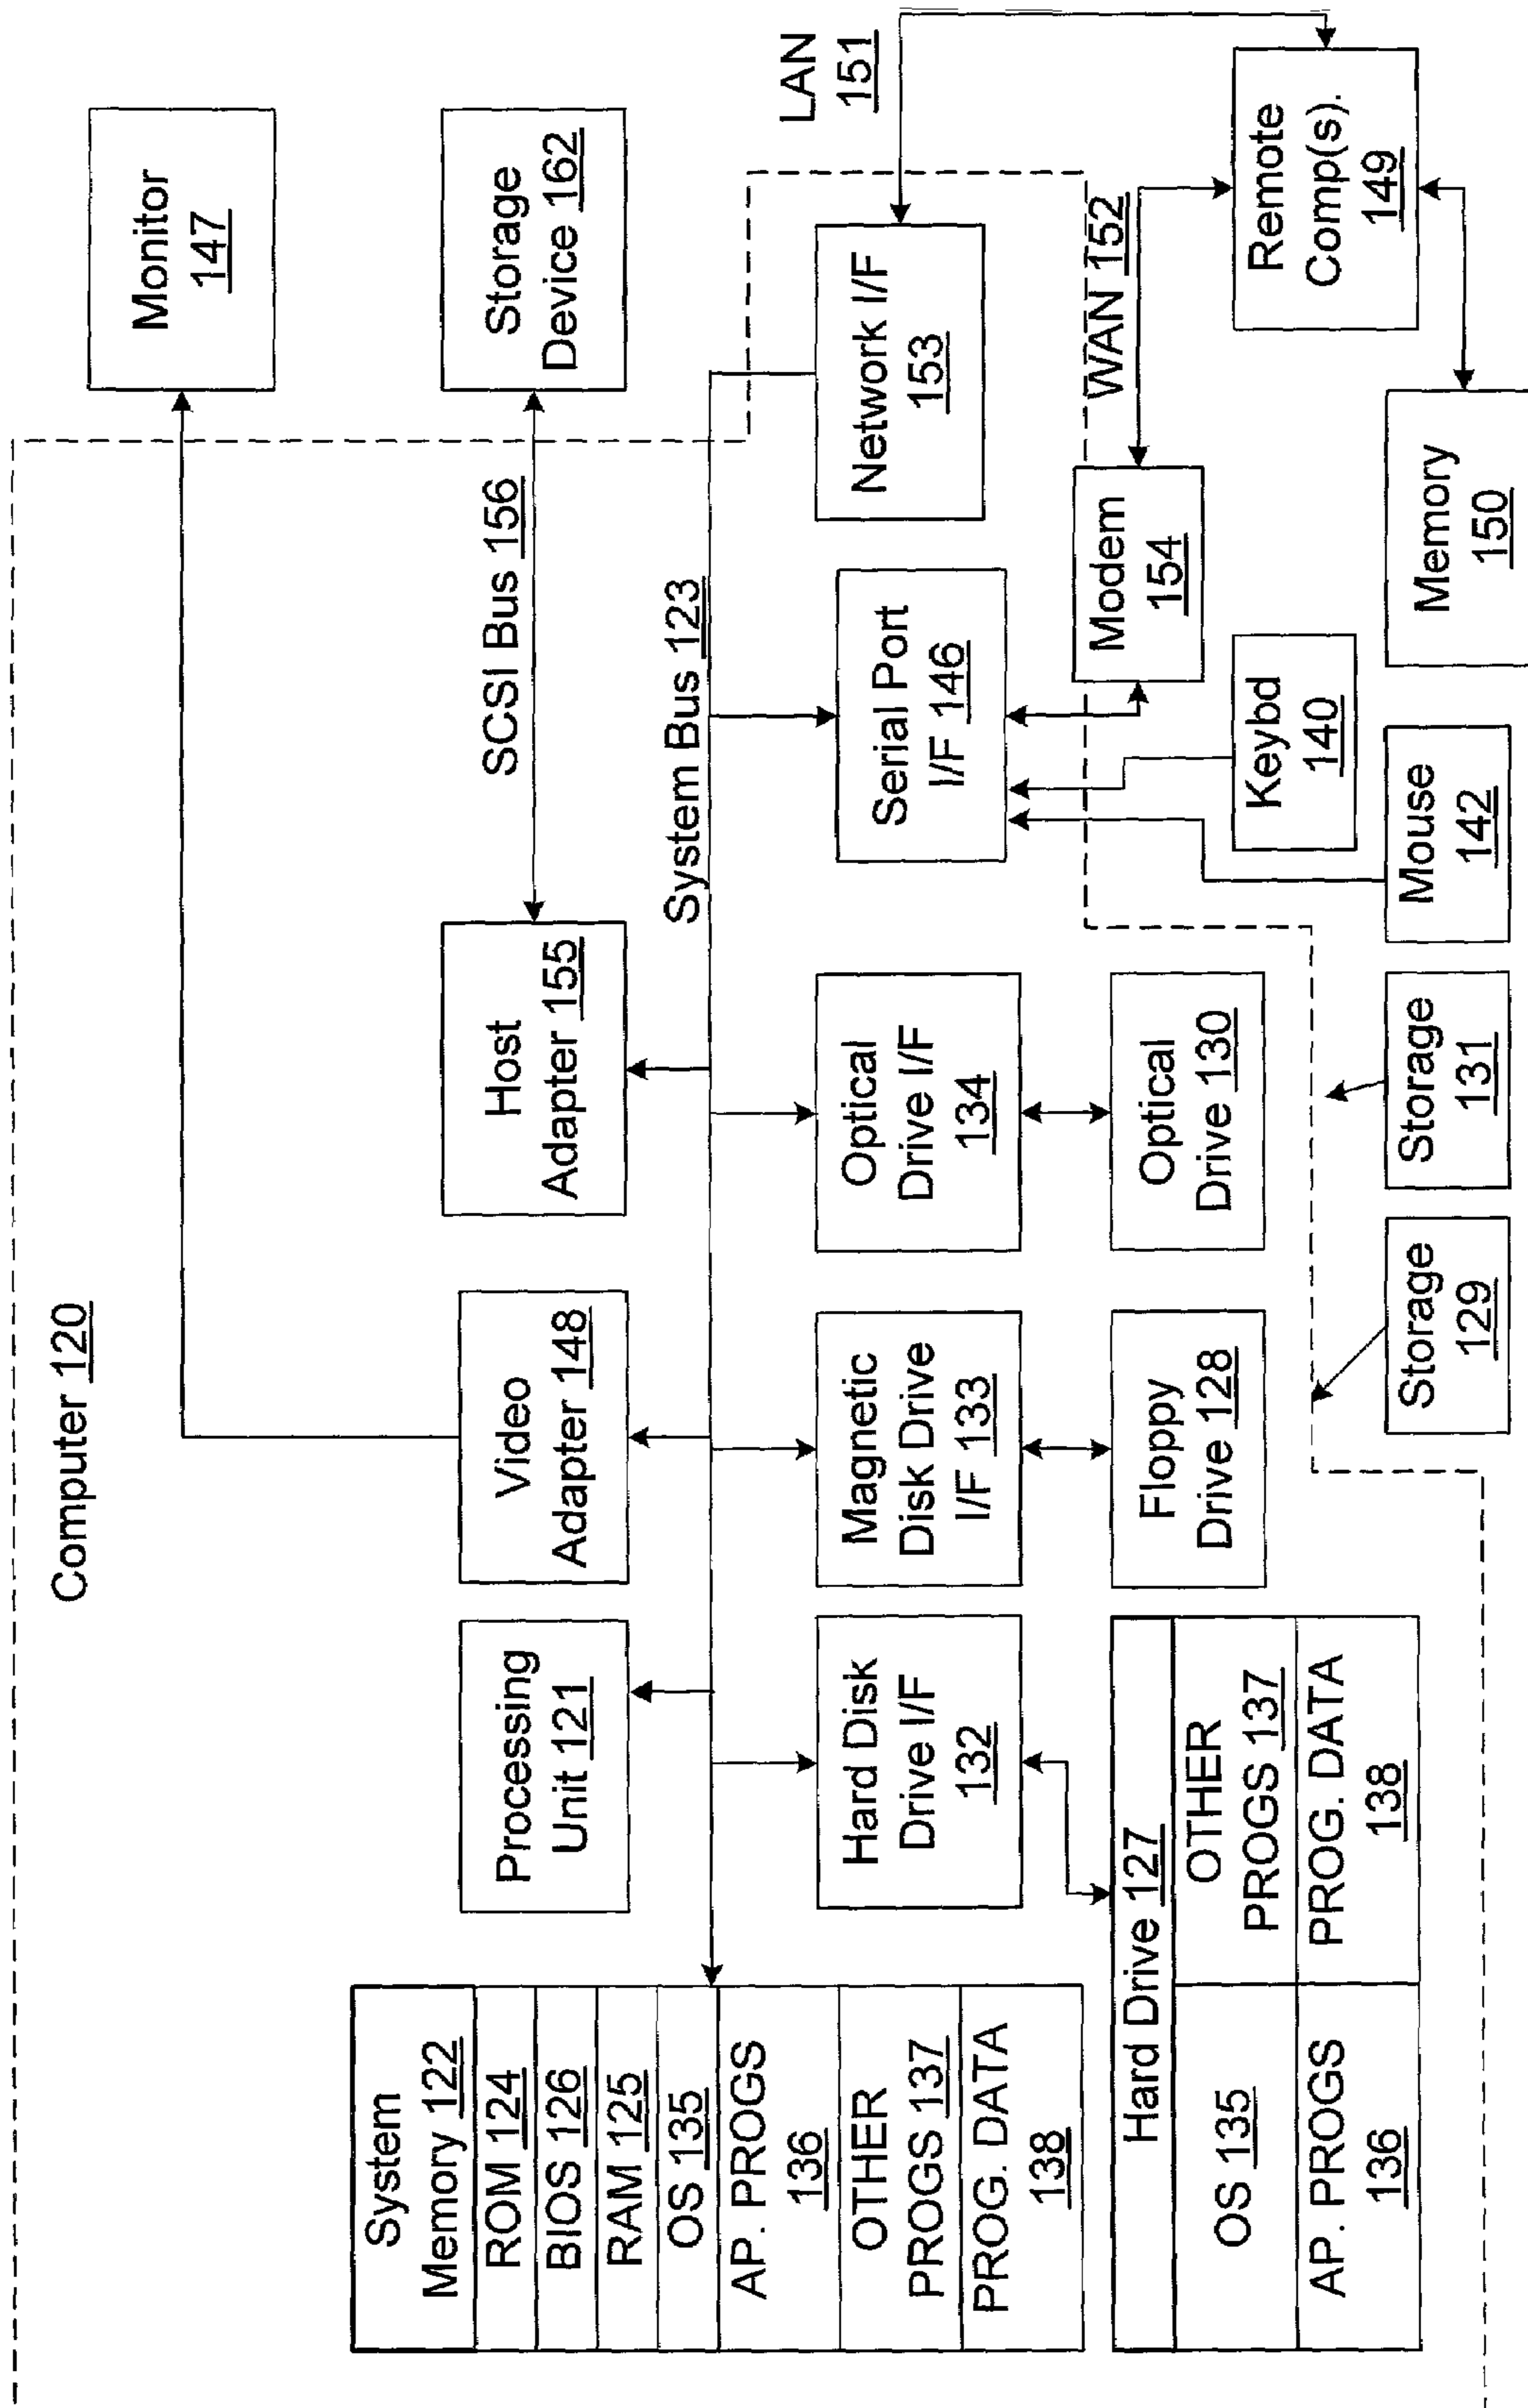 Computer 120
System
Memory 122
ROM 124
BIOS 126
RAM 125
OS 135
AP. PROGS
136
OTHER
PROGS 137
PROG. DATA
138
Processing
Unit 121
Video
Adapter 148
Host
Adapter 155
SCSI Bus 156
Monitor
147
Storage
Device 162
System Bus 123
Hard Disk
Drive I/F
132
Magnetic
Disk Drive
I/F 133
Optical
Drive I/F
134
Serial Port
I/F 146
Network I/F
153
LAN
151
Hard Drive 127
OS 135
OTHER
PROGS 137
AP. PROGS
136
PROG. DATA
138
Floppy
Drive 128
Optical
Drive 130
Modem
154
WAN 152
Keybd
140
Remote
Comp(s).
149
Storage
129
Storage
131
Mouse
142
Memory
150